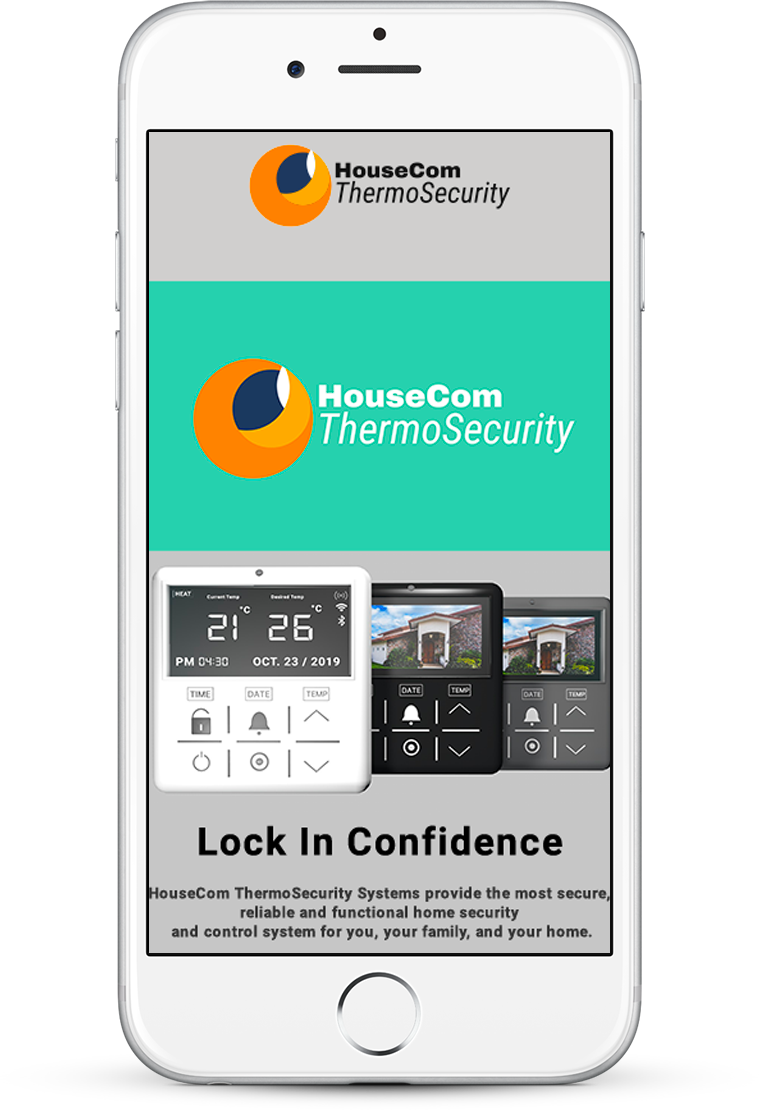 HouseCom
ThermoSecurity
HouseCom
ThermoSecurity
HEAT Current Temp Desired Temp
21 °C 26 °C
PM 04:30 OCT. 23 / 2019
TIME DATE TEMP
DATE TEMP
DATE TEMP
Lock In Confidence
HouseCom ThermoSecurity Systems provide the most secure,
reliable and functional home security
and control system for you, your family, and your home.